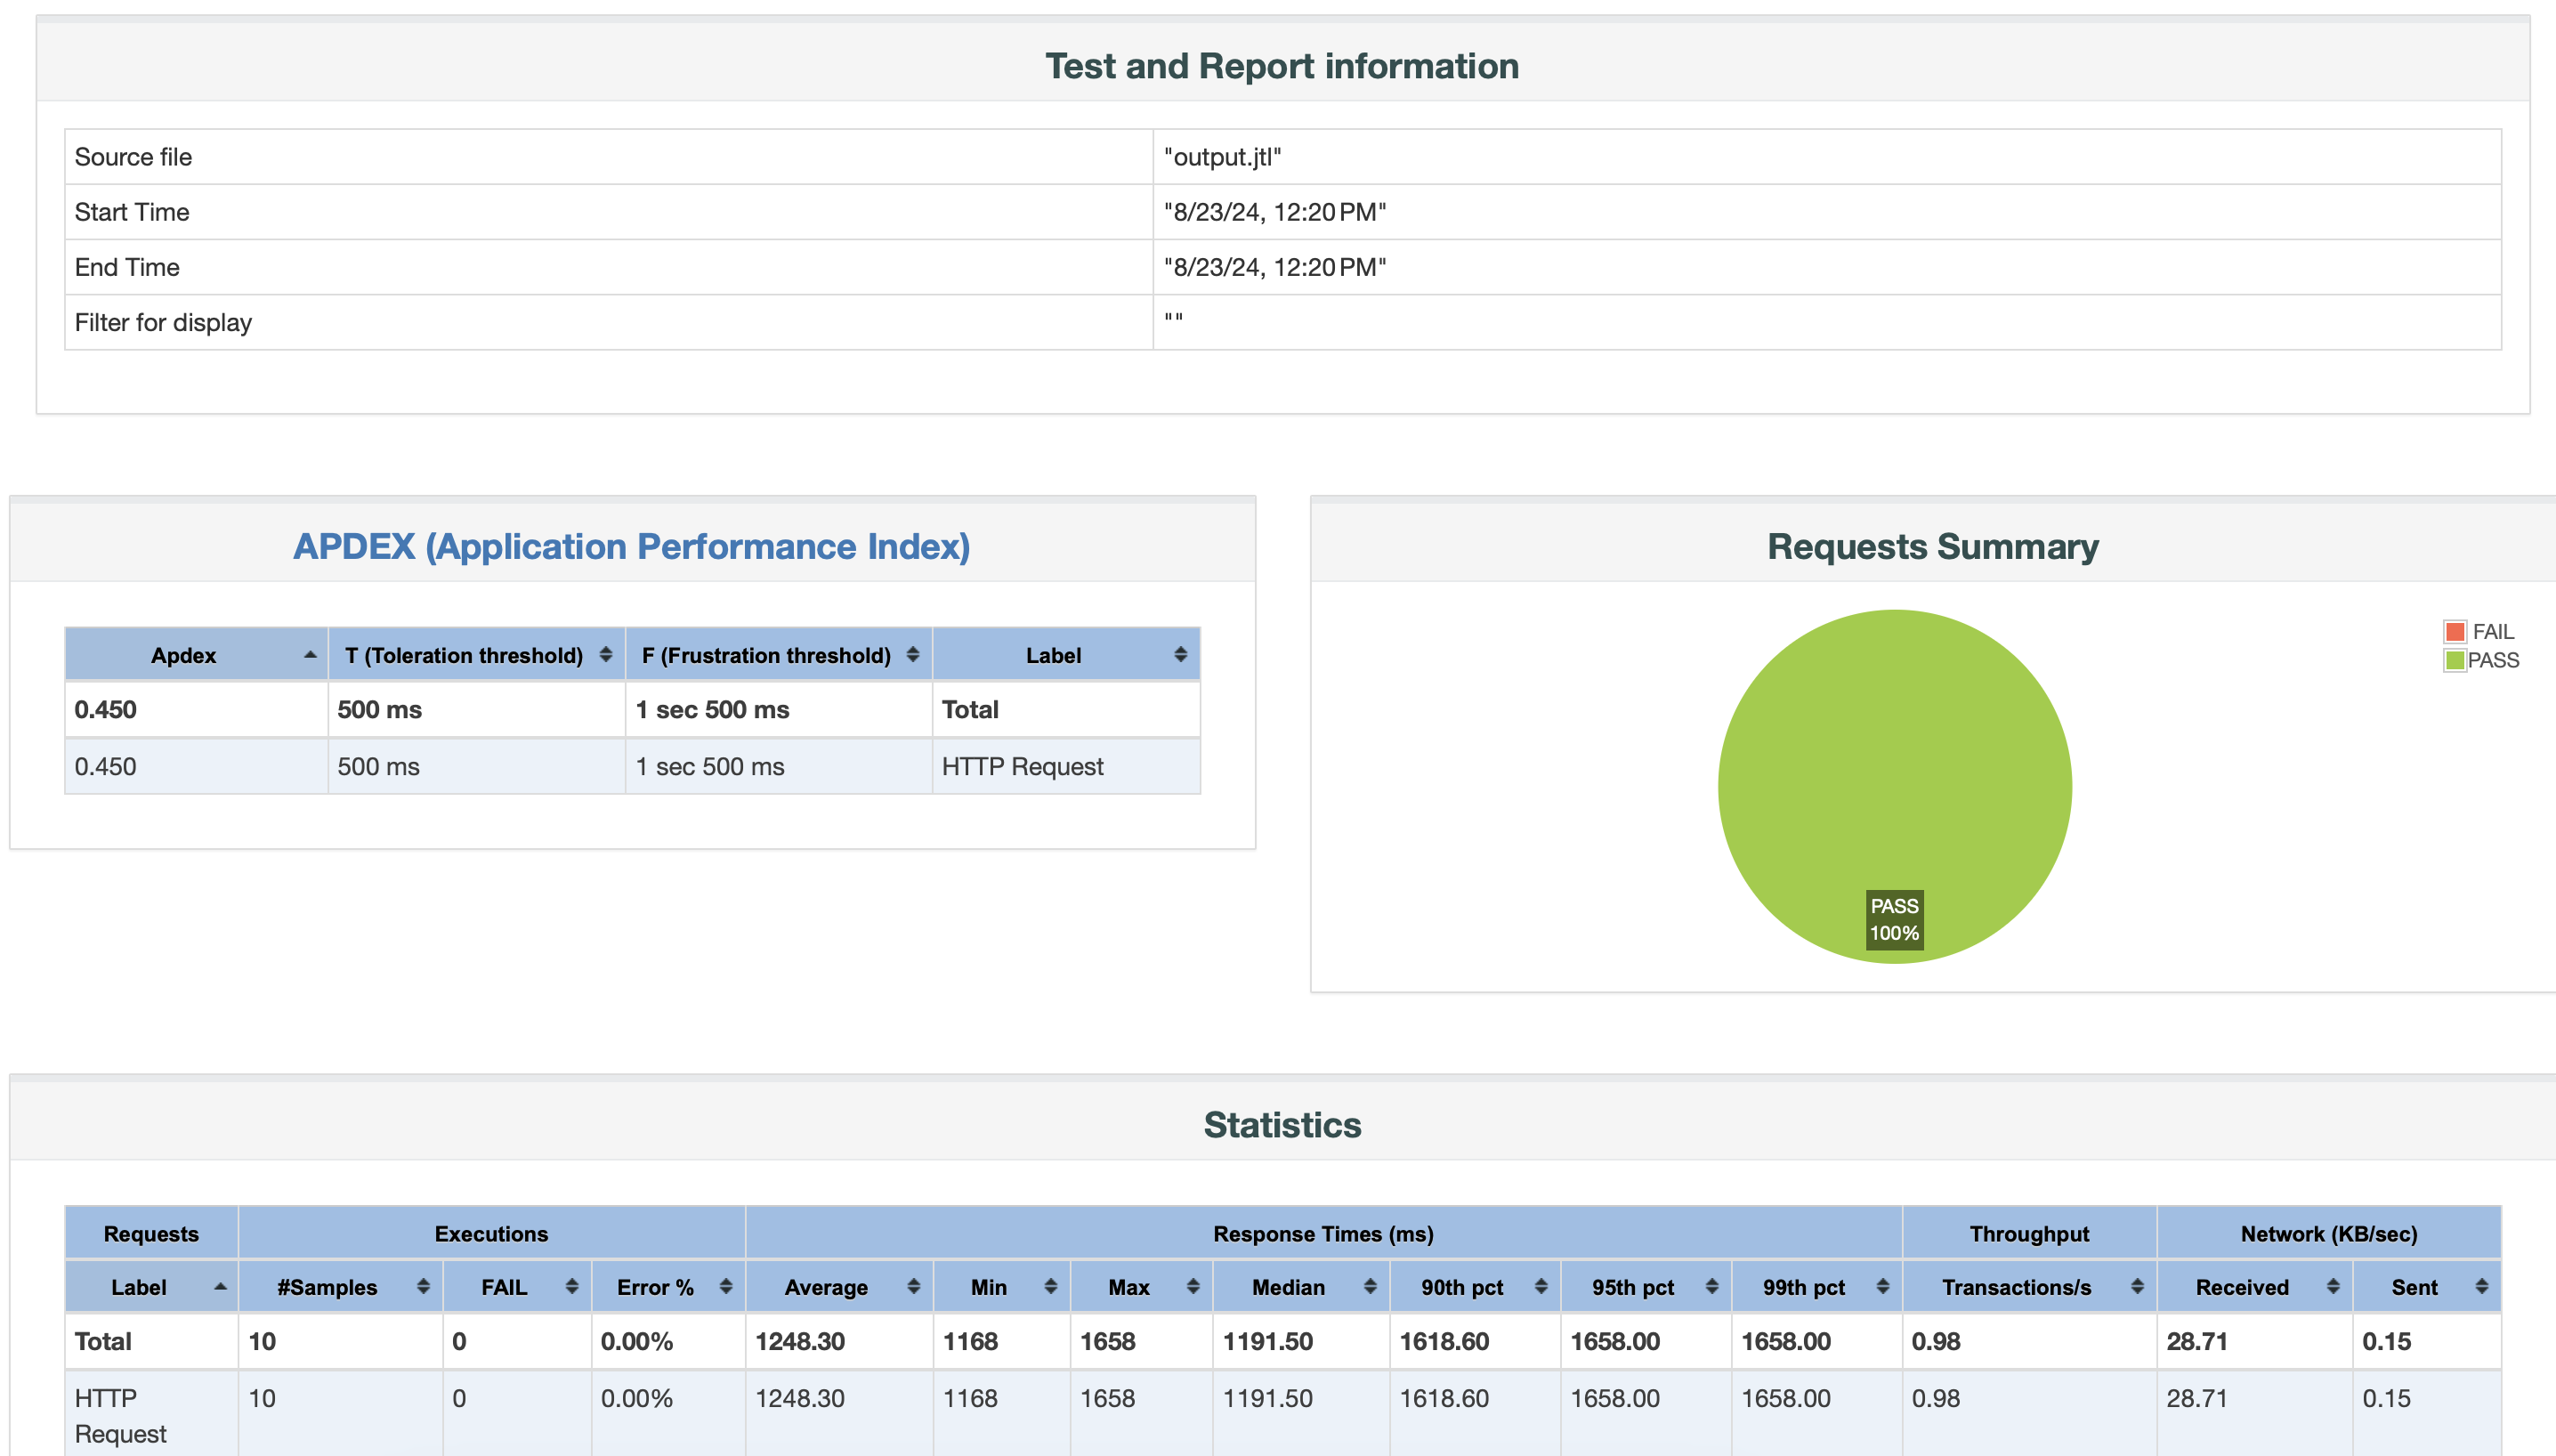 Test and Report information
Source file "output.jtl"
Start Time "8/23/24, 12:20 PM"
End Time "8/23/24, 12:20 PM"
Filter for display ""
APDEX (Application Performance Index)
Apdex T (Toleration threshold) F (Frustration threshold) Label
0.450 500 ms 1 sec 500 ms Total
0.450 500 ms 1 sec 500 ms HTTP Request
Requests Summary
FAIL
PASS
PASS
100%
Statistics
Requests Executions Response Times (ms) Throughput Network (KB/sec)
Label #Samples FAIL Error % Average Min Max Median 90th pct 95th pct 99th pct Transactions/s Received Sent
Total 10 0 0.00% 1248.30 1168 1658 1191.50 1618.60 1658.00 1658.00 0.98 28.71 0.15
HTTP 10 0 0.00% 1248.30 1168 1658 1191.50 1618.60 1658.00 1658.00 0.98 28.71 0.15
Request